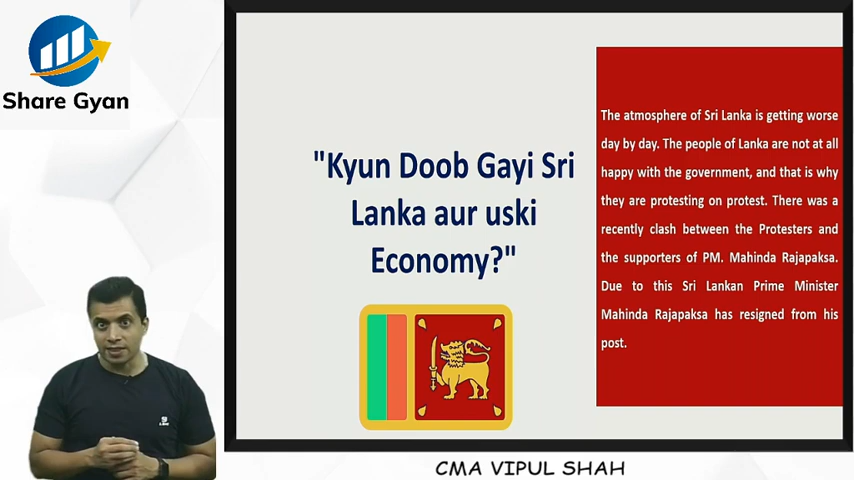 Share Gyan
"Kyun Doob Gayi Sri
Lanka aur uski
Economy?"
The atmosphere of Sri Lanka is getting worse
day by day. The people of Lanka are not at all
happy with the government, and that is why
they are protesting on protest. There was a
recently clash between the Protesters and
the supporters of PM. Mahinda Rajapaksa.
Due to this Sri Lankan Prime Minister
Mahinda Rajapaksa has resigned from his
post.
CMA VIPUL SHAH